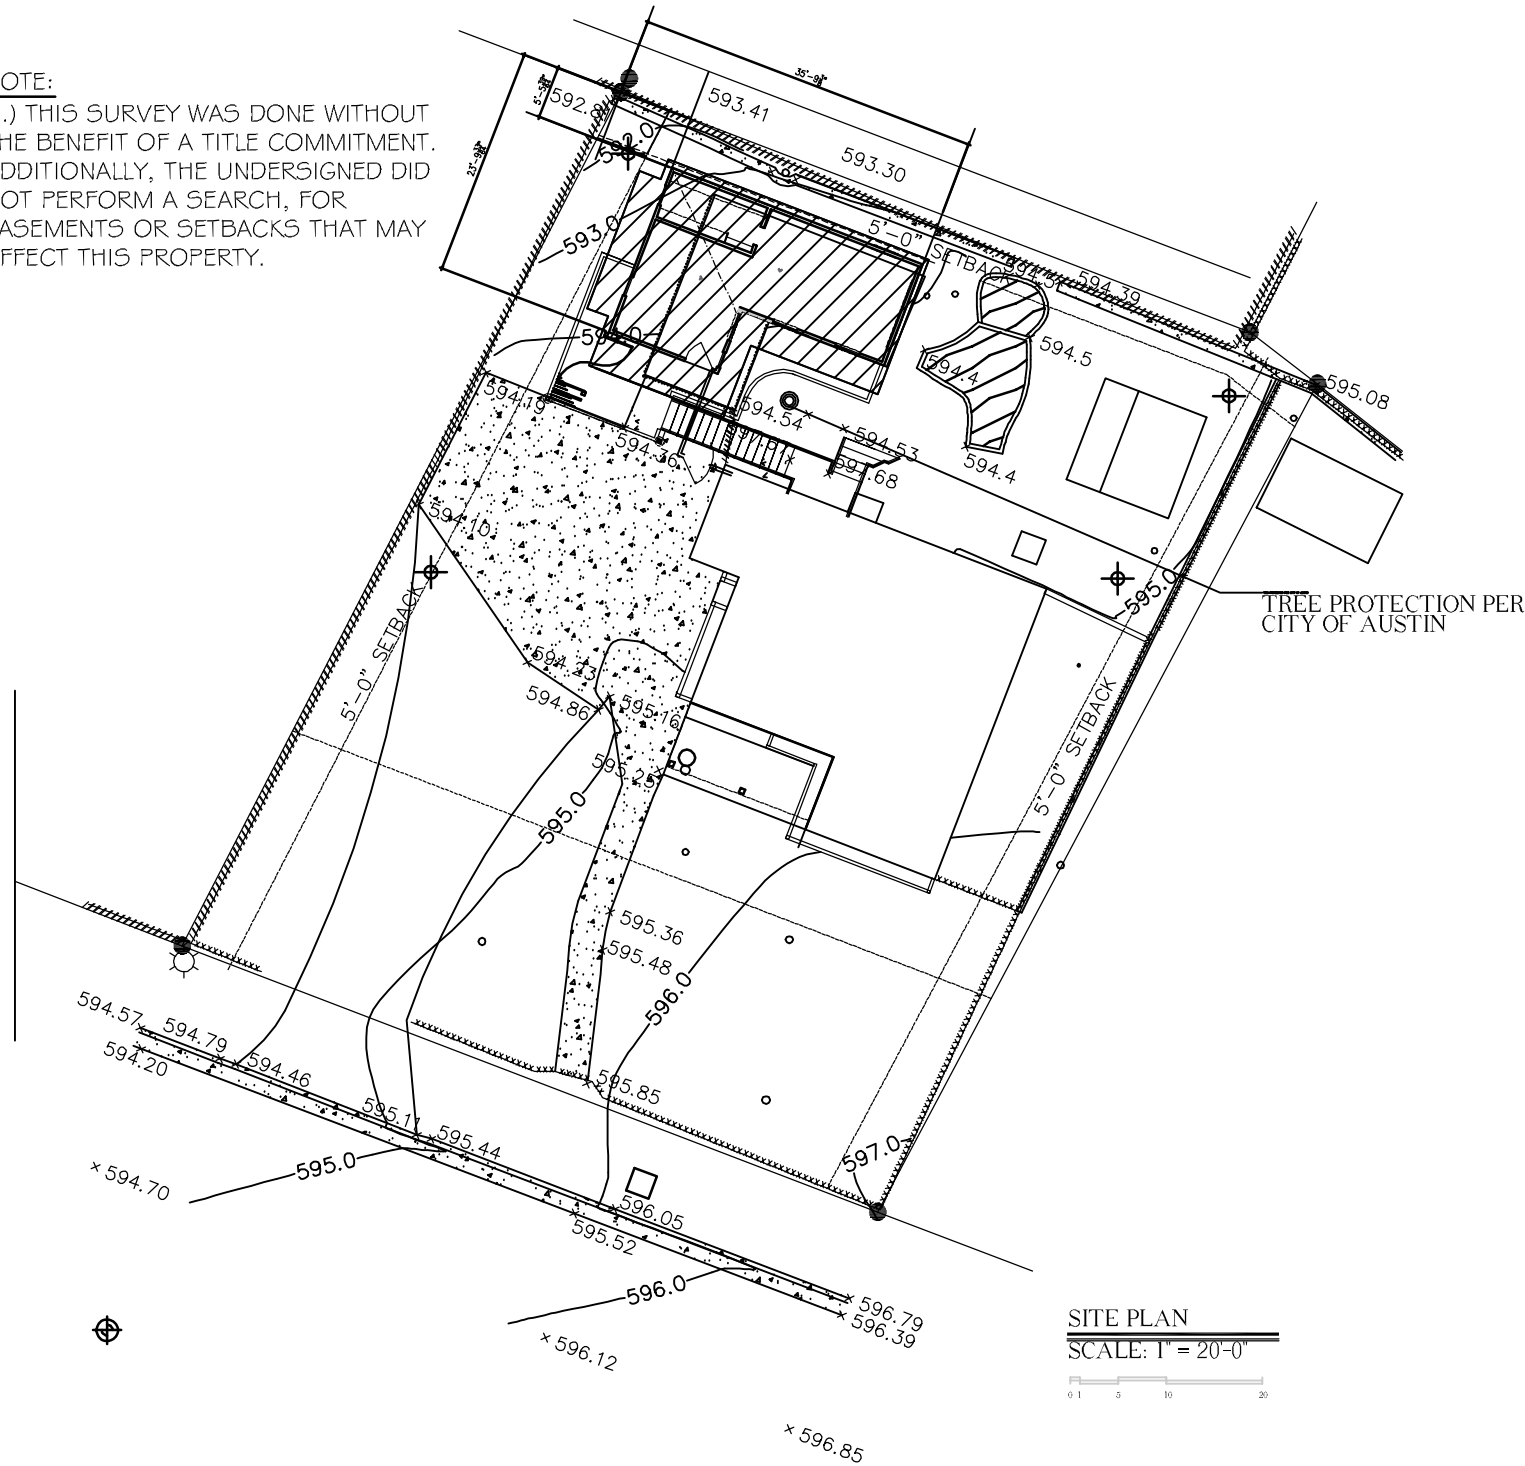 OTE:
.) THIS SURVEY WAS DONE WITHOUT
HE BENEFIT OF A TITLE COMMITMENT.
DDITIONALLY, THE UNDERSIGNED DID
OT PERFORM A SEARCH, FOR
ASEMENTS OR SETBACKS THAT MAY
FFECT THIS PROPERTY.
593.41
593.30
592.0
593.0
5'-0" SETBACK
594.39
594.5
594.4
595.08
594.19
594.54
594.53
594.36
594.4
594.10
595.0
TREE PROTECTION PER
CITY OF AUSTIN
5'-0" SETBACK
594.23
594.86
595.16
595.25
5'-0" SETBACK
595.0
595.36
595.48
596.0
594.57
594.79
594.46
594.20
595.85
595.11
595.44
597.0
594.70
595.0
596.05
595.52
596.0
596.79
596.39
596.12
596.85
SITE PLAN
SCALE: 1" = 20'-0"
0 1 5 10 20